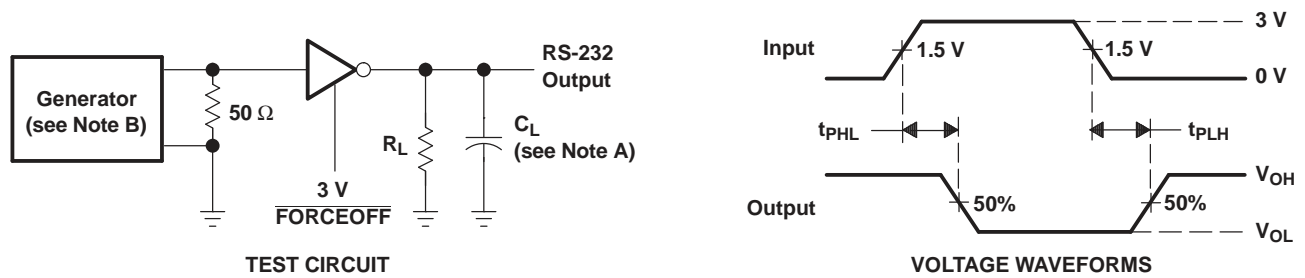 Generator
(see Note B)
50 Ω
3 V
FORCEOFF
RS-232
Output
R_L
C_L
(see Note A)
TEST CIRCUIT
Input
1.5 V
1.5 V
3 V
0 V
t_PHL
t_PLH
Output
50%
50%
V_OH
V_OL
VOLTAGE WAVEFORMS